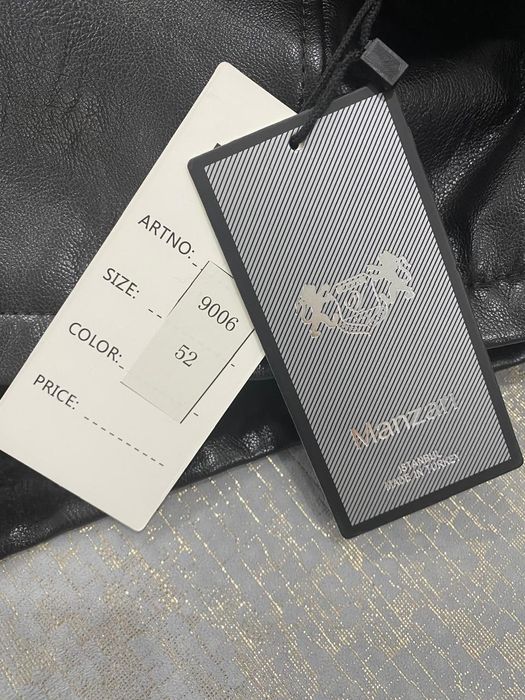 ARTNO:
SIZE:
COLOR:
PRICE:
9006
52
Manzari
ISTANBUL
MADE IN TURKEY